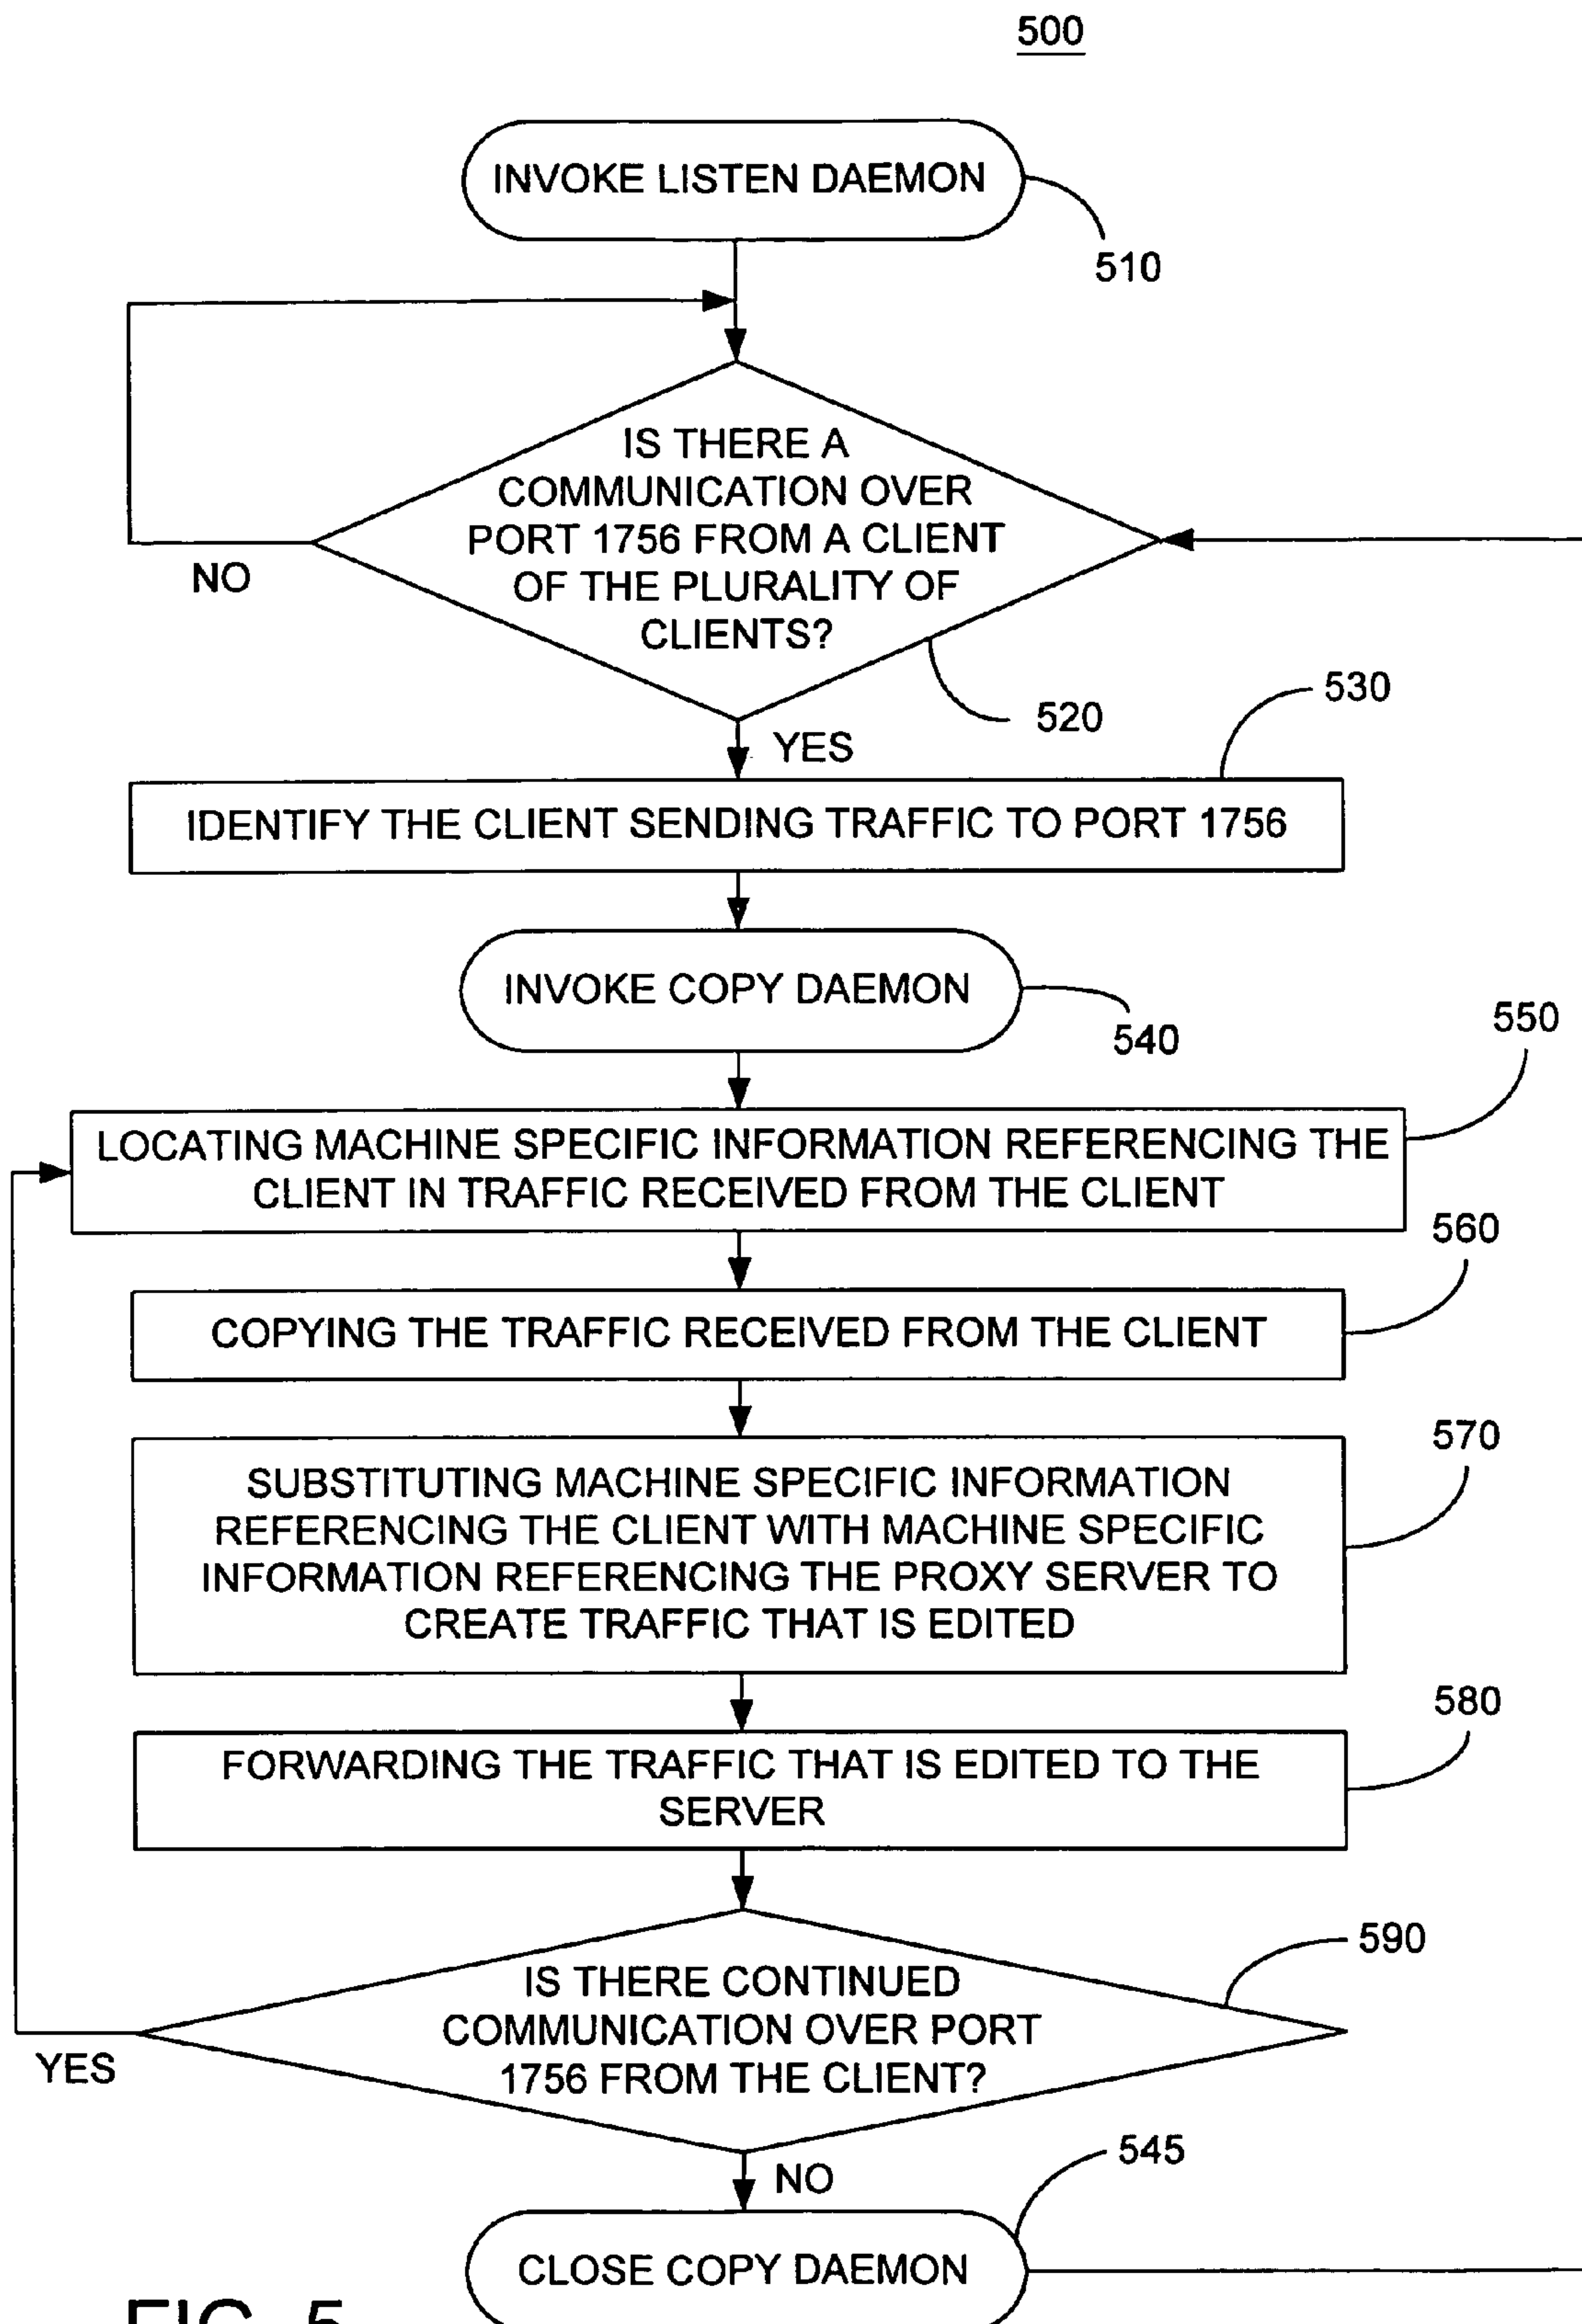 500
INVOKE LISTEN DAEMON
510
IS THERE A
COMMUNICATION OVER
PORT 1756 FROM A CLIENT
OF THE PLURALITY OF
CLIENTS?
NO
520
YES
530
IDENTIFY THE CLIENT SENDING TRAFFIC TO PORT 1756
INVOKE COPY DAEMON
540
550
LOCATING MACHINE SPECIFIC INFORMATION REFERENCING THE
CLIENT IN TRAFFIC RECEIVED FROM THE CLIENT
560
COPYING THE TRAFFIC RECEIVED FROM THE CLIENT
570
SUBSTITUTING MACHINE SPECIFIC INFORMATION
REFERENCING THE CLIENT WITH MACHINE SPECIFIC
INFORMATION REFERENCING THE PROXY SERVER TO
CREATE TRAFFIC THAT IS EDITED
580
FORWARDING THE TRAFFIC THAT IS EDITED TO THE
SERVER
590
IS THERE CONTINUED
COMMUNICATION OVER PORT
1756 FROM THE CLIENT?
YES
NO
545
CLOSE COPY DAEMON
FIG. 5